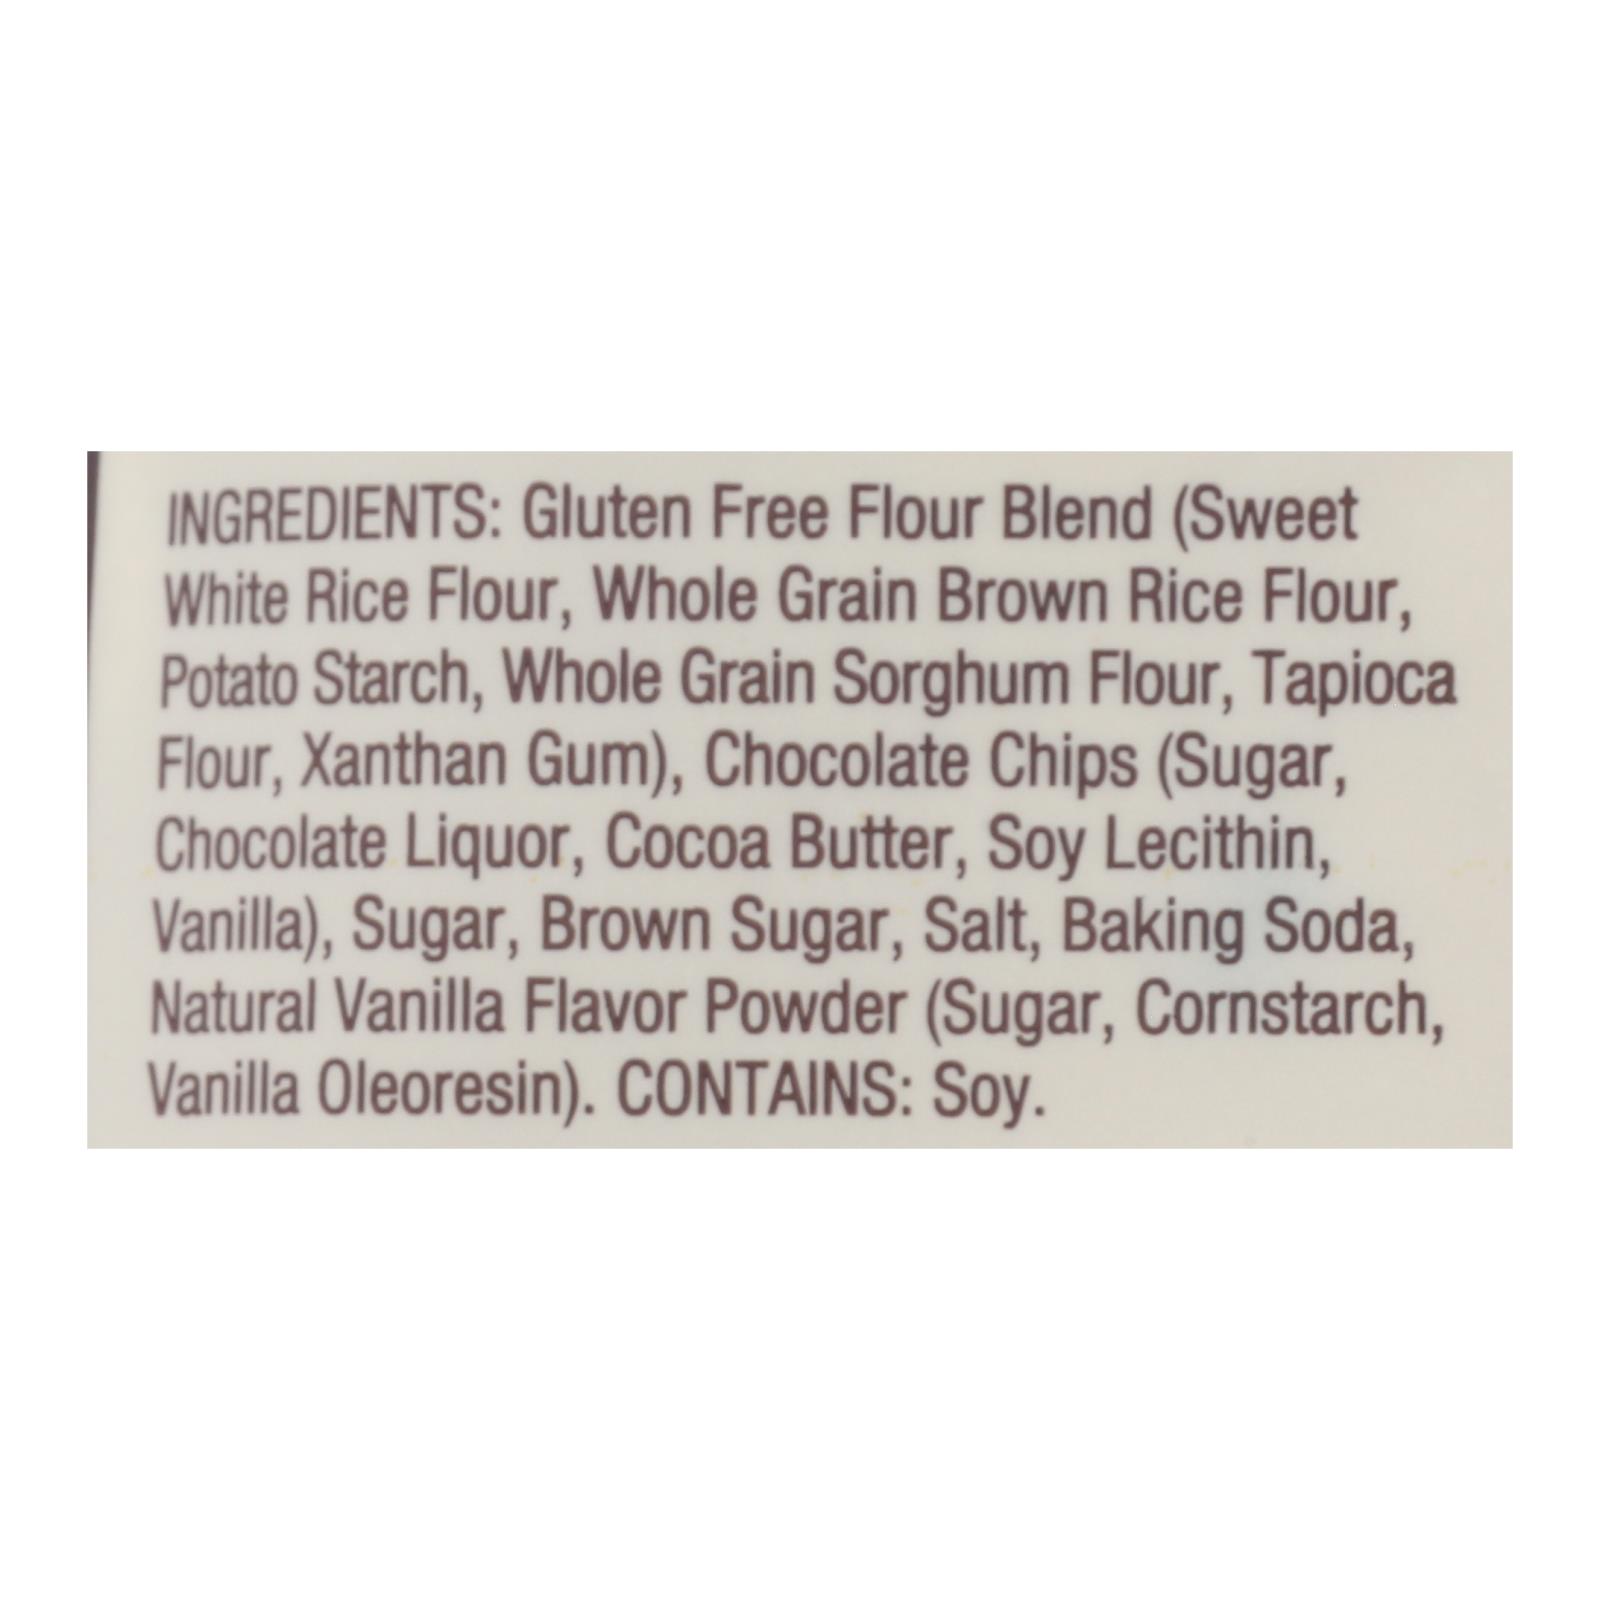 INGREDIENTS: Gluten Free Flour Blend (Sweet
White Rice Flour, Whole Grain Brown Rice Flour,
Potato Starch, Whole Grain Sorghum Flour, Tapioca
Flour, Xanthan Gum), Chocolate Chips (Sugar,
Chocolate Liquor, Cocoa Butter, Soy Lecithin,
Vanilla), Sugar, Brown Sugar, Salt, Baking Soda,
Natural Vanilla Flavor Powder (Sugar, Cornstarch,
Vanilla Oleoresin). CONTAINS: Soy.